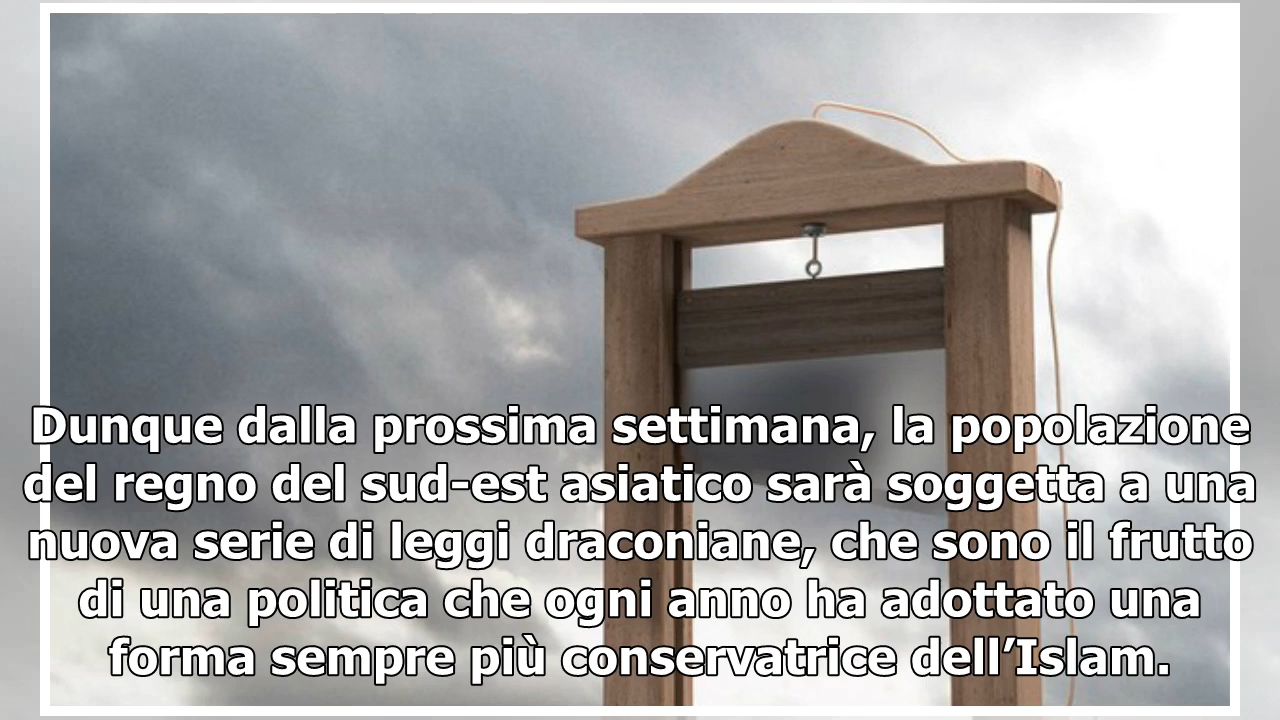 Dunque dalla prossima settimana, la popolazione
del regno del sud-est asiatico sarà soggetta a una
nuova serie di leggi draconiane, che sono il frutto
di una politica che ogni anno ha adottato una
forma sempre più conservatrice dell’Islam.